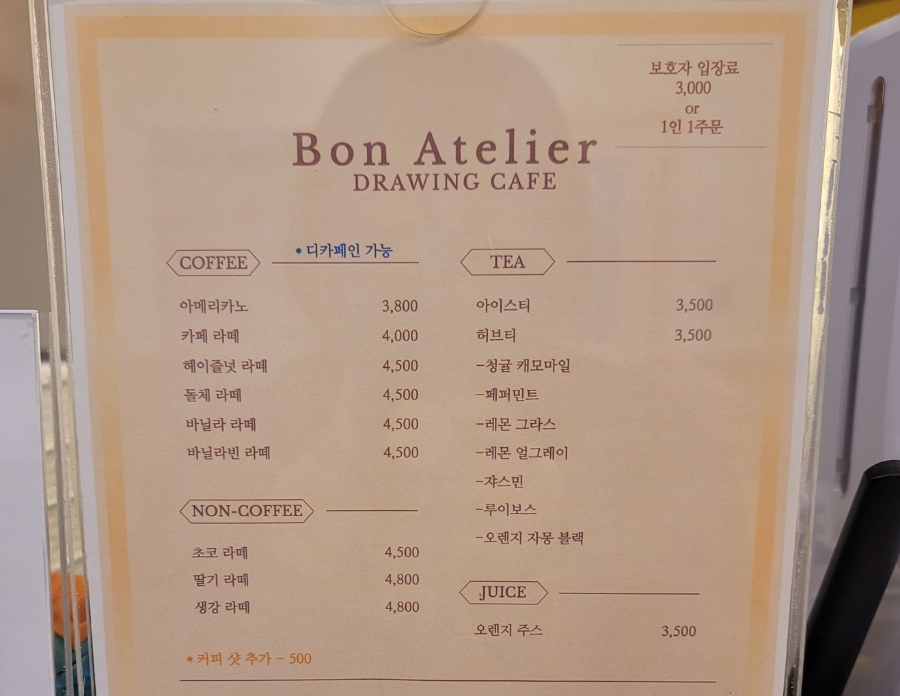 보호자 입장료
3,000
or
1인 1주문
Bon Atelier
DRAWING CAFE
COFFEE
* 디카페인 가능
아메리카노 3,800
카페 라떼 4,000
헤이즐넛 라떼 4,500
돌체 라떼 4,500
바닐라 라떼 4,500
바닐라빈 라떼 4,500
NON-COFFEE
초코 라떼 4,500
딸기 라떼 4,800
생강 라떼 4,800
* 커피 샷 추가 - 500
TEA
아이스티 3,500
허브티 3,500
-청귤 캐모마일
-페퍼민트
-레몬 그라스
-레몬 얼그레이
-쟈스민
-루이보스
-오렌지 자몽 블랙
JUICE
오렌지 주스 3,500